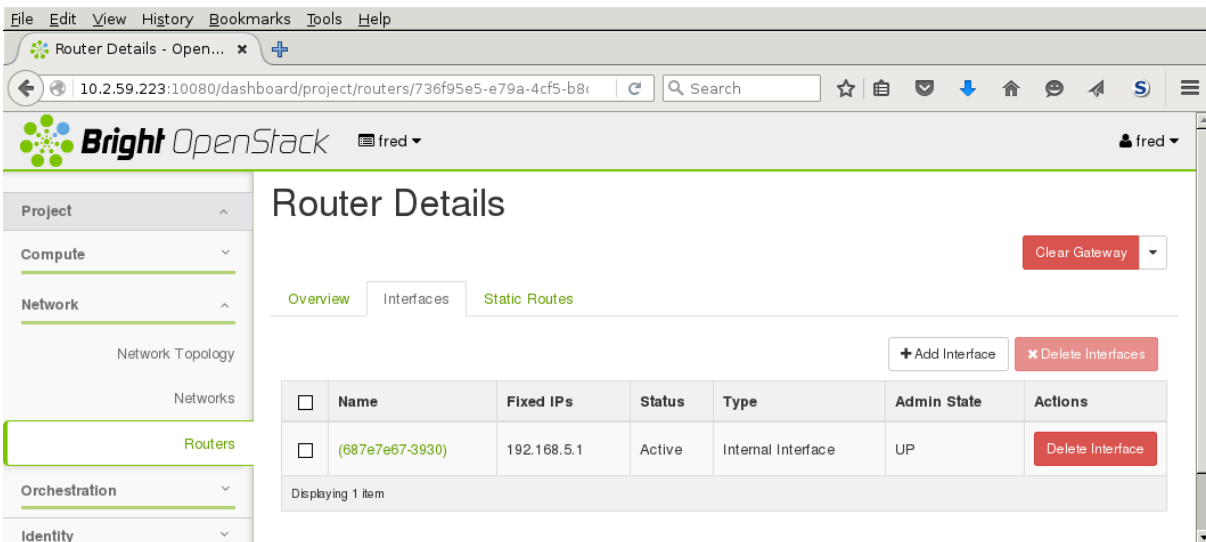 File Edit View History Bookmarks Tools Help
Router Details - Open...
10.2.59.223:10080/dashboard/project/routers/736f95e5-e79a-4cf5-b8 Search S
Bright OpenStack fred fred
Router Details
Project
Clear Gateway
Compute
Overview Interfaces Static Routes
Network
Network Topology
+ Add Interface × Delete Interfaces
Networks
Name Fixed IPs Status Type Admin State Actions
Routers
(687e7e67-3930) 192.168.5.1 Active Internal Interface UP Delete Interface
Orchestration
Displaying 1 item
Identity